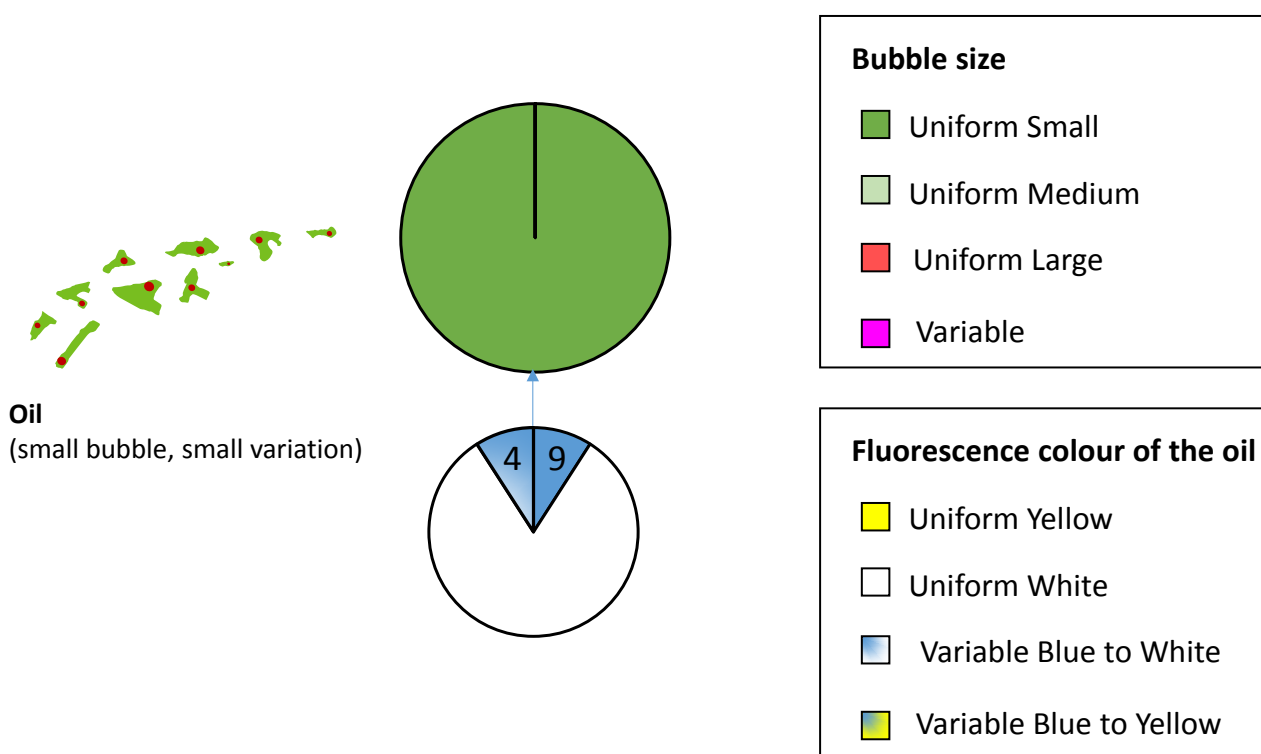 Oil
(small bubble, small variation)
4 9
Bubble size
Uniform Small
Uniform Medium
Uniform Large
Variable
Fluorescence colour of the oil
Uniform Yellow
Uniform White
Variable Blue to White
Variable Blue to Yellow